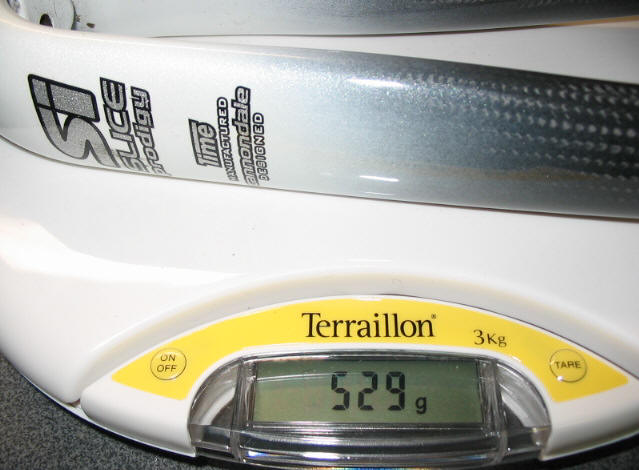 Si
SLICE
prodigy
Time
MANUFACTURED
cannondale
DESIGNED
Terraillon® 3Kg
ON
OFF
TARE
529 g